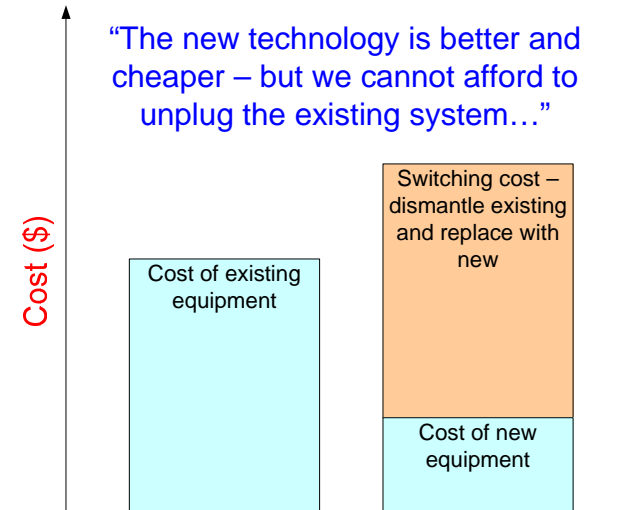 “The new technology is better and
cheaper – but we cannot afford to
unplug the existing system…”
Cost ($)
Cost of existing
equipment
Switching cost –
dismantle existing
and replace with
new
Cost of new
equipment